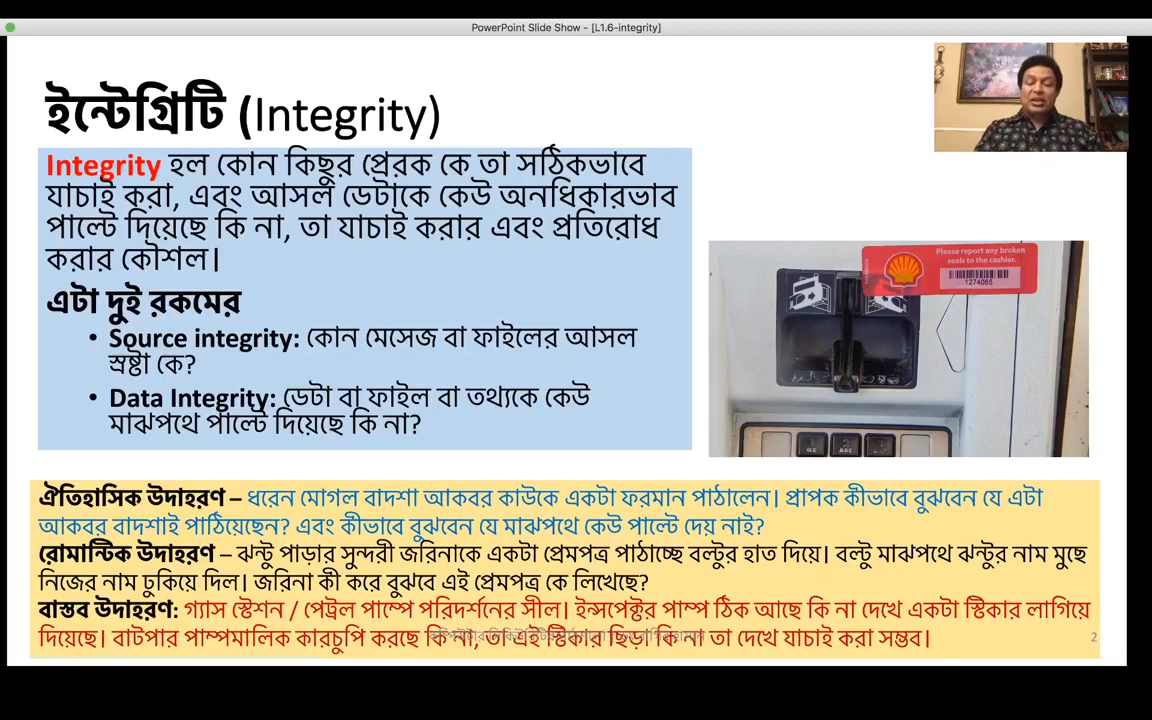 PowerPoint Slide Show - [L1.6-integrity]
ইন্টেগ্রিটি (Integrity)
Integrity হল কোন কিছুর প্রেরক কে তা সঠিকভাবে
যাচাই করা, এবং আসল ডেটাকে কেউ অনধিকারভাব
পাল্টে দিয়েছে কি না, তা যাচাই করার এবং প্রতিরোধ
করার কৌশল।
এটা দুই রকমের
• Source integrity: কোন মেসেজ বা ফাইলের আসল
স্রষ্টা কে?
• Data Integrity: ডেটা বা ফাইল বা তথ্যকে কেউ
মাঝপথে পাল্টে দিয়েছে কি না?
Please report any broken
seals to the cashier.
1274065
ABC
ঐতিহাসিক উদাহরণ – ধরেন মোগল বাদশা আকবর কাউকে একটা ফরমান পাঠালেন। প্রাপক কীভাবে বুঝবেন যে এটা
আকবর বাদশাই পাঠিয়েছেন? এবং কীভাবে বুঝবেন যে মাঝপথে কেউ পাল্টে দেয় নাই?
রোমান্টিক উদাহরণ – ঝন্টু পাড়ার সুন্দরী জরিনাকে একটা প্রেমপত্র পাঠাচ্ছে বল্টুর হাত দিয়ে। বল্টু মাঝপথে ঝন্টুর নাম মুছে
নিজের নাম ঢুকিয়ে দিল। জরিনা কী করে বুঝবে এই প্রেমপত্র কে লিখেছে?
বাস্তব উদাহরণ: গ্যাস স্টেশন / পেট্রল পাম্পে পরিদর্শনের সীল। ইন্সপেক্টর পাম্প ঠিক আছে কি না দেখে একটা স্টিকার লাগিয়ে
দিয়েছে। বাটপার পাম্পমালিক কারচুপি করছে কি না, তা এই স্টিকার ছিড়া কি না তা দেখে যাচাই করা সম্ভব।
2